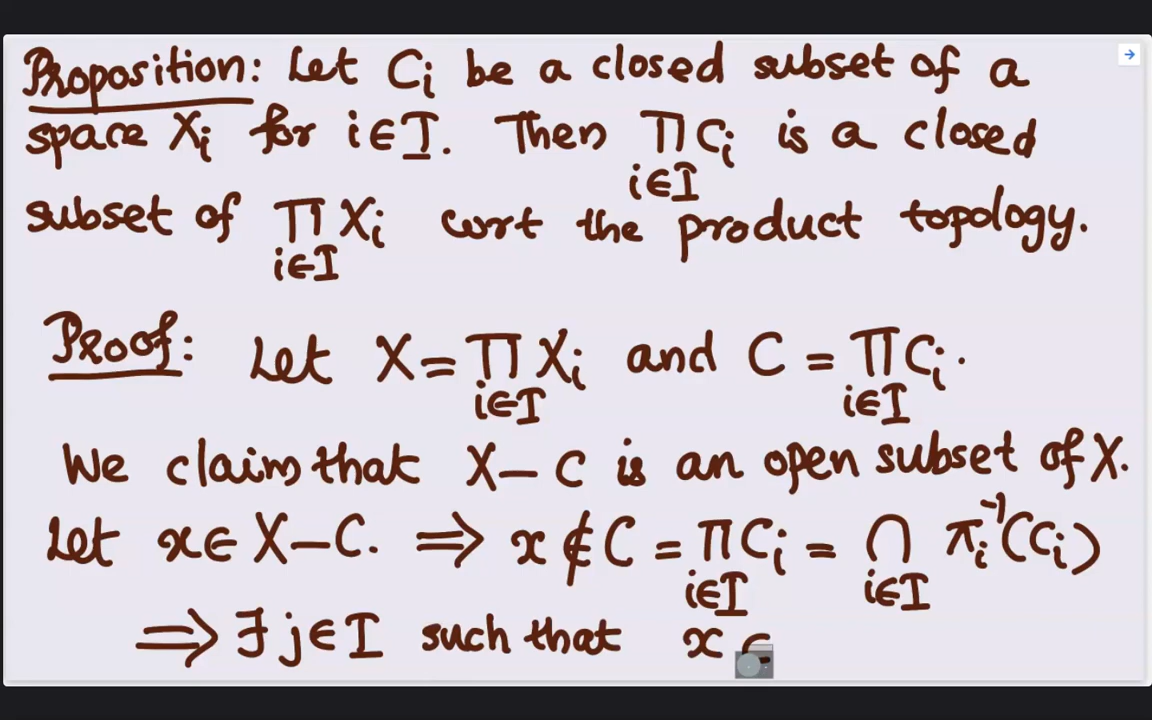 Proposition: Let Cᵢ be a closed subset of a
space Xᵢ for i∈I. Then ∏Cᵢ is a closed
i∈I
subset of ∏Xᵢ wrt the product topology.
i∈I
Proof: Let X = ∏Xᵢ and C = ∏Cᵢ.
i∈I i∈I
We claim that X−C is an open subset of X.
Let x∈X−C. ⟹ x∉C = ∏Cᵢ = ∩ πᵢ⁻¹(Cᵢ)
i∈I i∈I
⟹ ∃ j∈I such that x